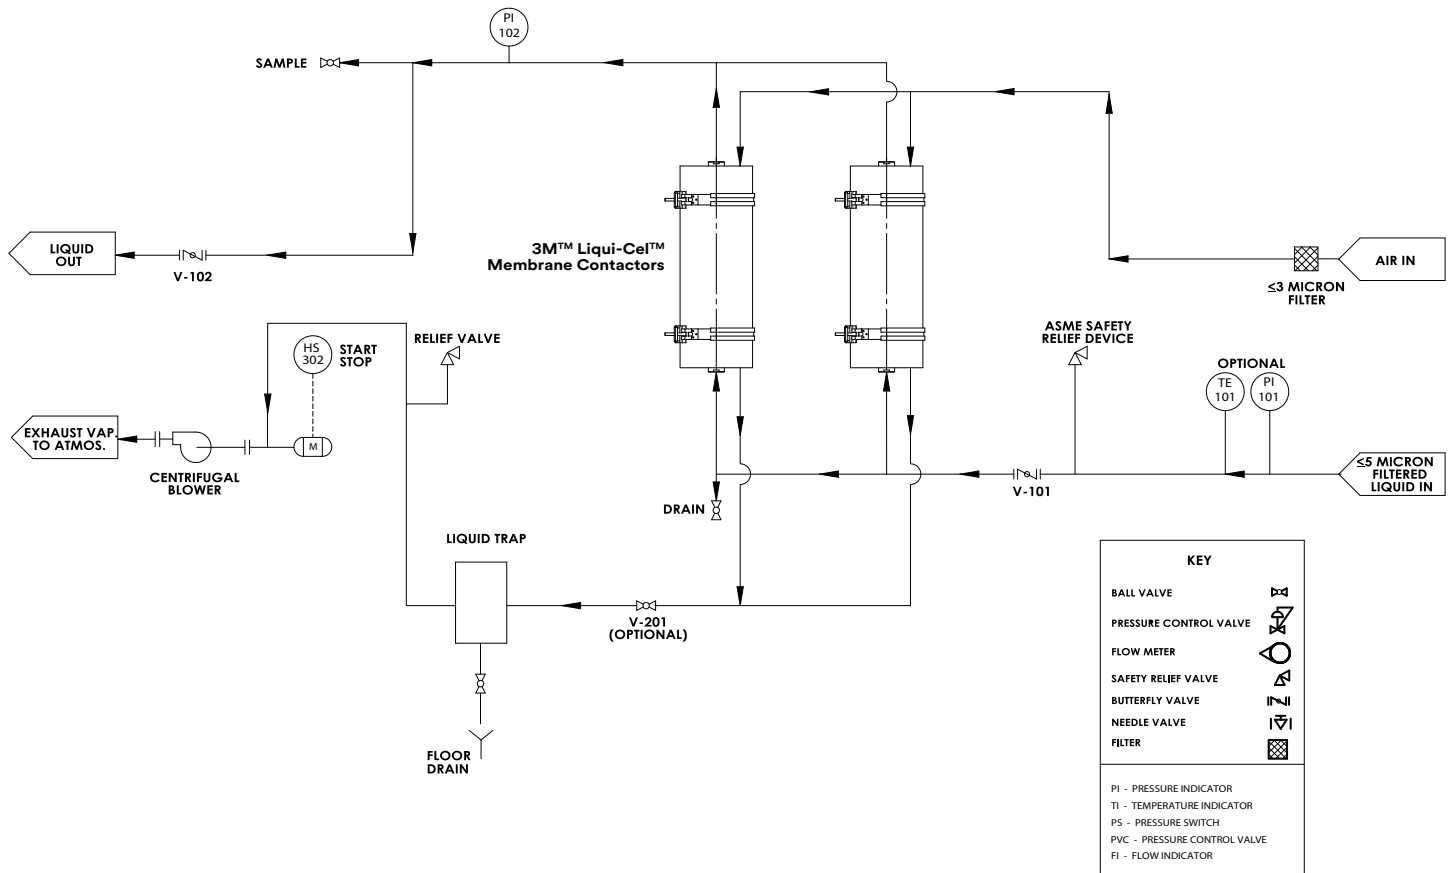 PI
102
SAMPLE
3M™ Liqui-Cel™
Membrane Contactors
LIQUID
OUT
V-102
AIR IN
≤3 MICRON
FILTER
RELIEF VALVE
HS
302
START
STOP
ASME SAFETY
RELIEF DEVICE
OPTIONAL
TE
101
PI
101
EXHAUST VAP.
TO ATMOS.
M
CENTRIFUGAL
BLOWER
≤5 MICRON
FILTERED
LIQUID IN
V-101
DRAIN
LIQUID TRAP
V-201
(OPTIONAL)
FLOOR
DRAIN
KEY
BALL VALVE
PRESSURE CONTROL VALVE
FLOW METER
SAFETY RELIEF VALVE
BUTTERFLY VALVE
NEEDLE VALVE
FILTER
PI - PRESSURE INDICATOR
TI - TEMPERATURE INDICATOR
PS - PRESSURE SWITCH
PVC - PRESSURE CONTROL VALVE
FI - FLOW INDICATOR